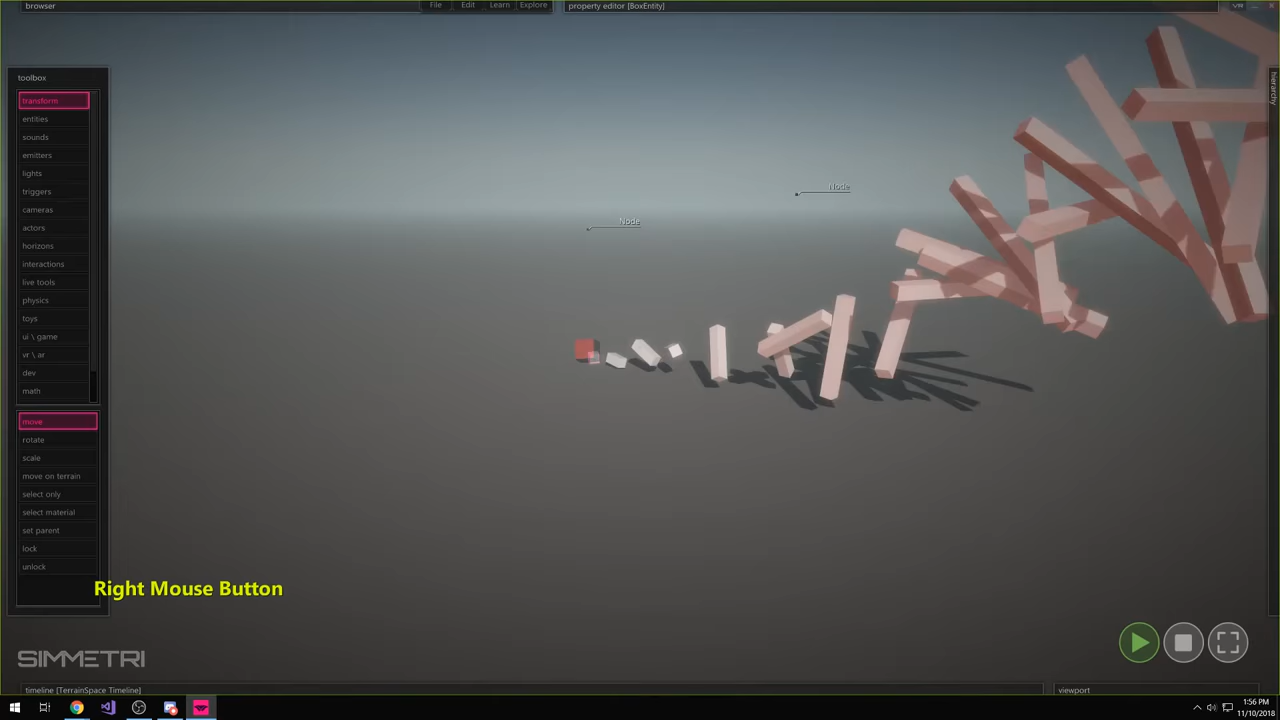 browser
File Edit Learn Explore
property editor [BoxEntity]
VR
hierarchy
toolbox
transform
entities
sounds
emitters
lights
triggers
cameras
actors
horizons
interactions
live tools
physics
toys
ui \ game
vr \ ar
dev
math
move
rotate
scale
move on terrain
select only
select material
set parent
lock
unlock
Node
Node
Right Mouse Button
SIMMETRI
timeline [TerrainSpace Timeline]
viewport
1:56 PM
11/10/2018